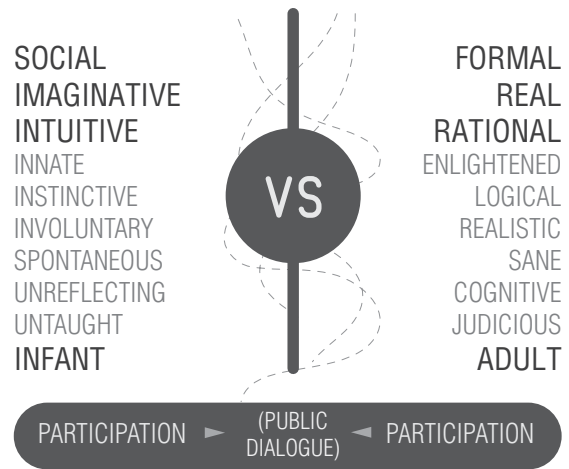 SOCIAL
IMAGINATIVE
INTUITIVE
INNATE
INSTINCTIVE
INVOLUNTARY
SPONTANEOUS
UNREFLECTING
UNTAUGHT
INFANT
VS
FORMAL
REAL
RATIONAL
ENLIGHTENED
LOGICAL
REALISTIC
SANE
COGNITIVE
JUDICIOUS
ADULT
PARTICIPATION
(PUBLIC
DIALOGUE)
PARTICIPATION